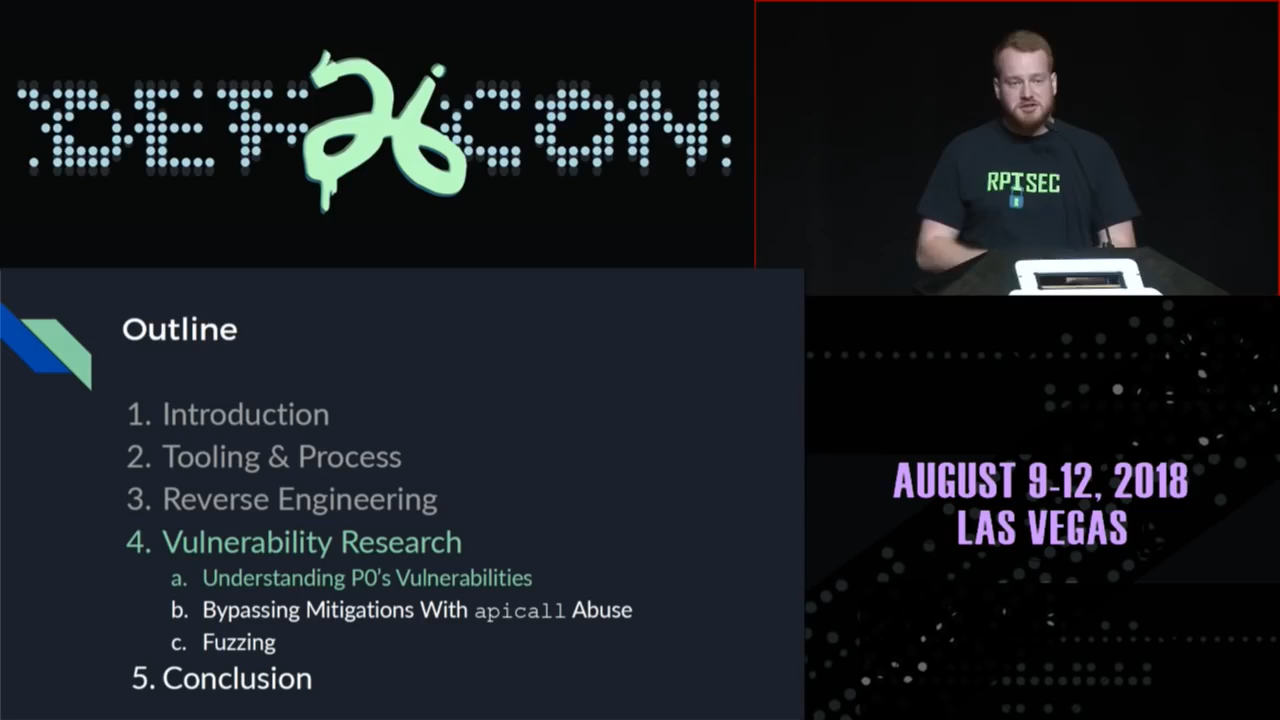 DEF 26 CON
RPISEC
Outline
1. Introduction
2. Tooling & Process
3. Reverse Engineering
4. Vulnerability Research
a. Understanding P0's Vulnerabilities
b. Bypassing Mitigations With apicall Abuse
c. Fuzzing
5. Conclusion
AUGUST 9-12, 2018
LAS VEGAS